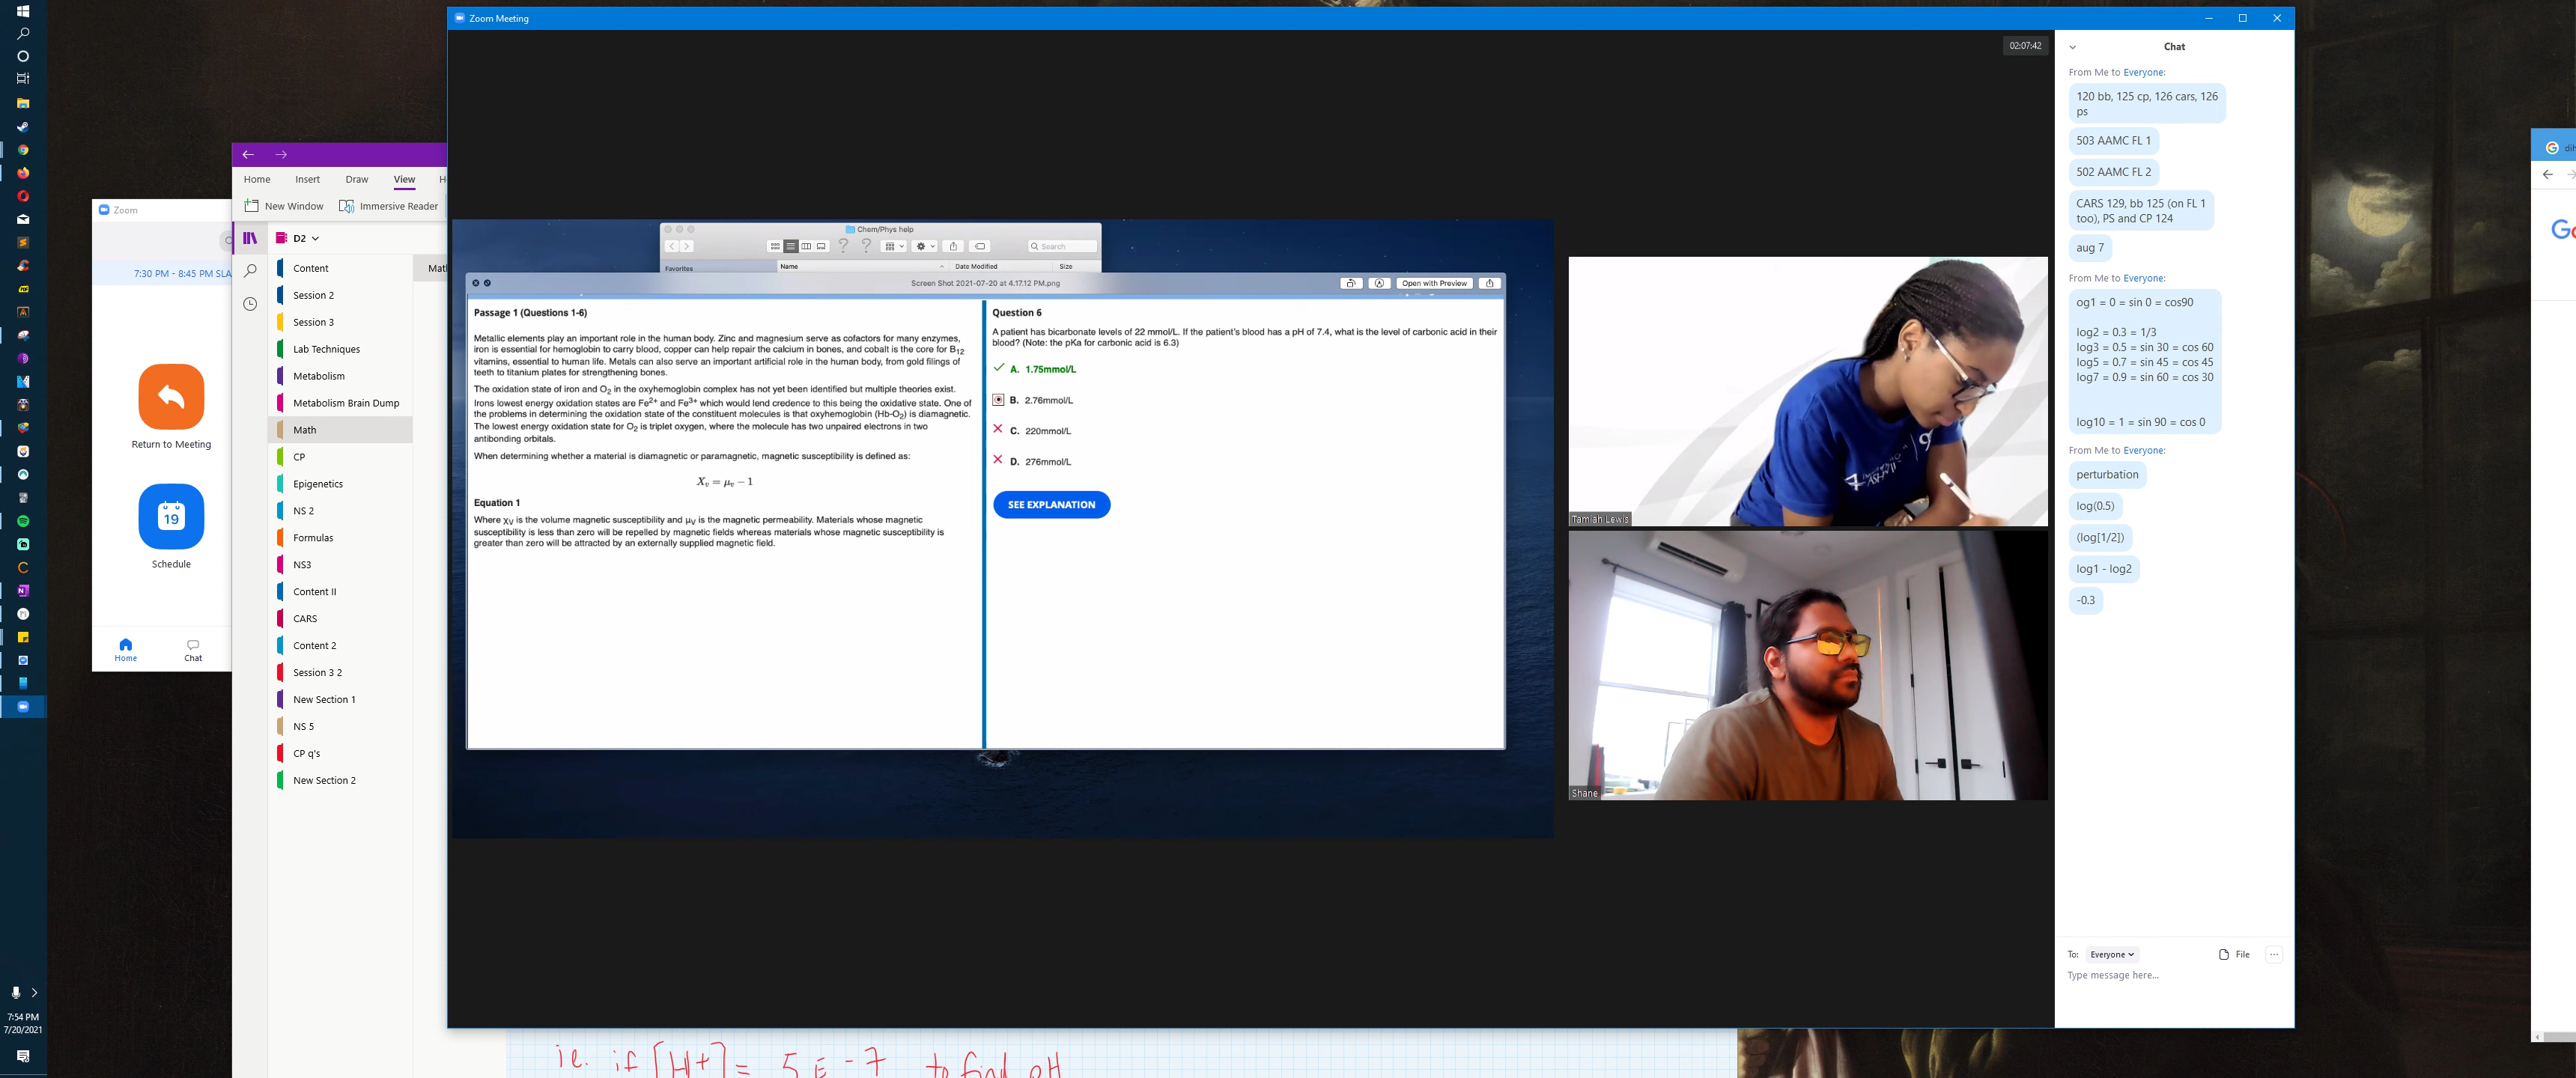 Zoom Meeting
02:07:42
Zoom
7:30 PM - 8:45 PM SLA
Return to Meeting
19
Schedule
Home
Chat
Home
Insert
Draw
View
H
New Window
Immersive Reader
D2
Content
Session 2
Session 3
Lab Techniques
Metabolism
Metabolism Brain Dump
Math
CP
Epigenetics
NS 2
Formulas
NS3
Content II
CARS
Content 2
Session 3 2
New Section 1
NS 5
CP q's
New Section 2
Chem/Phys help
Search
Favorites
Name
Date Modified
Size
Screen Shot 2021-07-20 at 4.17.12 PM.png
Open with Preview
Passage 1 (Questions 1-6)
Metallic elements play an important role in the human body. Zinc and magnesium serve as cofactors for many enzymes,
iron is essential for hemoglobin to carry blood, copper can help repair the calcium in bones, and cobalt is the core for B12
vitamins, essential to human life. Metals can also serve an important artificial role in the human body, from gold filings of
teeth to titanium plates for strengthening bones.
The oxidation state of iron and O2 in the oxyhemoglobin complex has not yet been identified but multiple theories exist.
Irons lowest energy oxidation states are Fe2+ and Fe3+ which would lend credence to this being the oxidative state. One of
the problems in determining the oxidation state of the constituent molecules is that oxyhemoglobin (Hb-O2) is diamagnetic.
The lowest energy oxidation state for O2 is triplet oxygen, where the molecule has two unpaired electrons in two
antibonding orbitals.
When determining whether a material is diamagnetic or paramagnetic, magnetic susceptibility is defined as:
Xv = μv − 1
Equation 1
Where χV is the volume magnetic susceptibility and μV is the magnetic permeability. Materials whose magnetic
susceptibility is less than zero will be repelled by magnetic fields whereas materials whose magnetic susceptibility is
greater than zero will be attracted by an externally supplied magnetic field.
Question 6
A patient has bicarbonate levels of 22 mmol/L. If the patient's blood has a pH of 7.4, what is the level of carbonic acid in their
blood? (Note: the pKa for carbonic acid is 6.3)
A. 1.75mmol/L
B. 2.76mmol/L
C. 220mmol/L
D. 276mmol/L
SEE EXPLANATION
Tamiah Lewis
Shane
Chat
From Me to Everyone:
120 bb, 125 cp, 126 cars, 126
ps
503 AAMC FL 1
502 AAMC FL 2
CARS 129, bb 125 (on FL 1
too), PS and CP 124
aug 7
From Me to Everyone:
og1 = 0 = sin 0 = cos90
log2 = 0.3 = 1/3
log3 = 0.5 = sin 30 = cos 60
log5 = 0.7 = sin 45 = cos 45
log7 = 0.9 = sin 60 = cos 30
log10 = 1 = sin 90 = cos 0
From Me to Everyone:
perturbation
log(0.5)
(log[1/2])
log1 - log2
-0.3
To: Everyone
File
Type message here...
7:54 PM
7/20/2021
ie. if [H+] = 5 E -7 to find pH